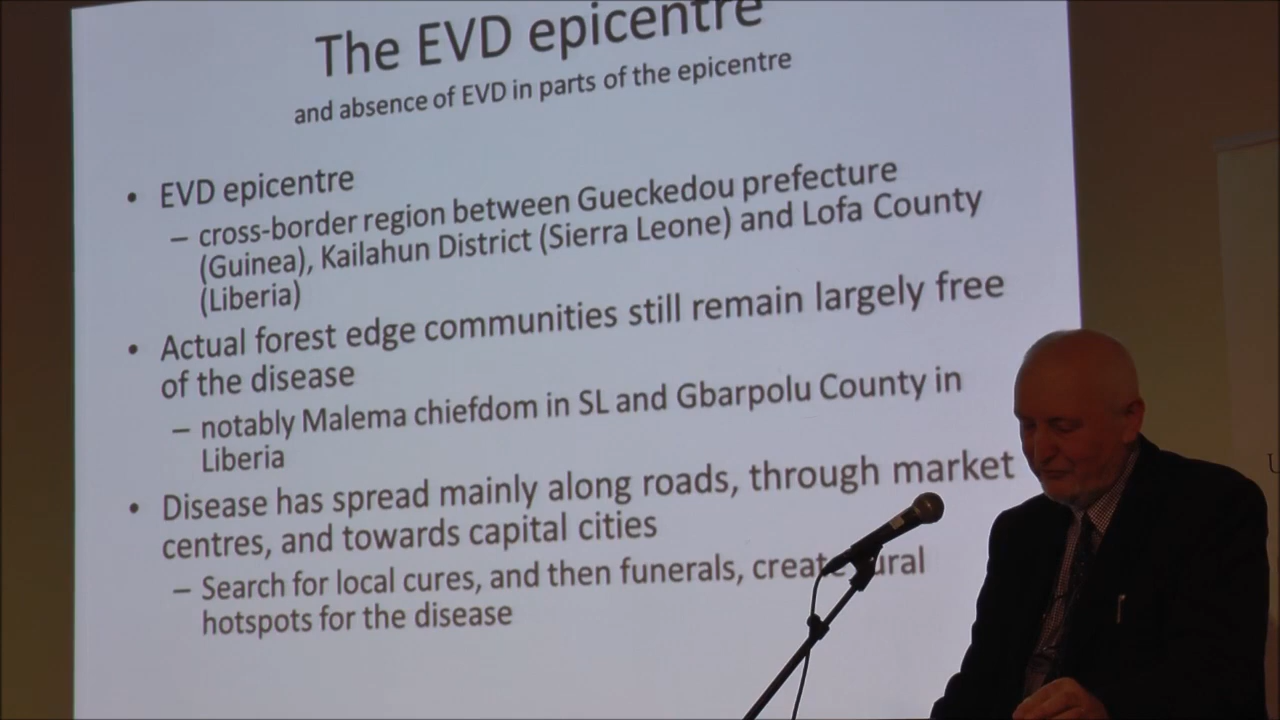 The EVD epicentre
and absence of EVD in parts of the epicentre
• EVD epicentre
– cross-border region between Gueckedou prefecture
(Guinea), Kailahun District (Sierra Leone) and Lofa County
(Liberia)
• Actual forest edge communities still remain largely free
of the disease
– notably Malema chiefdom in SL and Gbarpolu County in
Liberia
• Disease has spread mainly along roads, through market
centres, and towards capital cities
– Search for local cures, and then funerals, create rural
hotspots for the disease